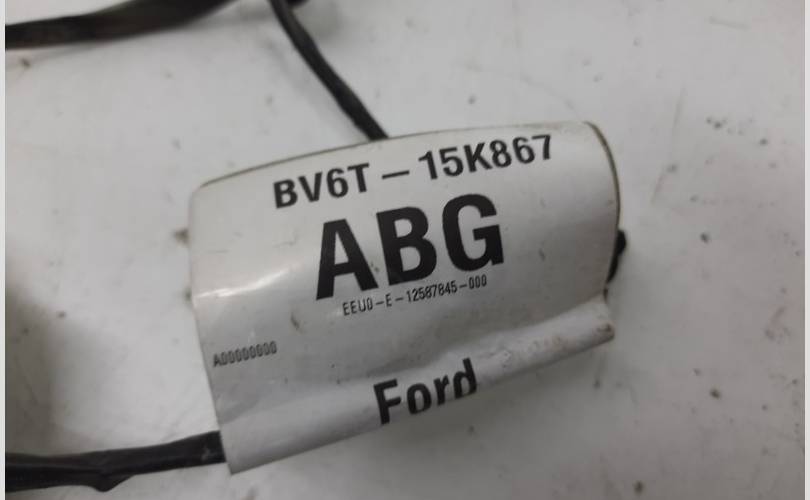 BV6T-15K867
ABG
EEU0-E-12587845-000
A00000000
Ford